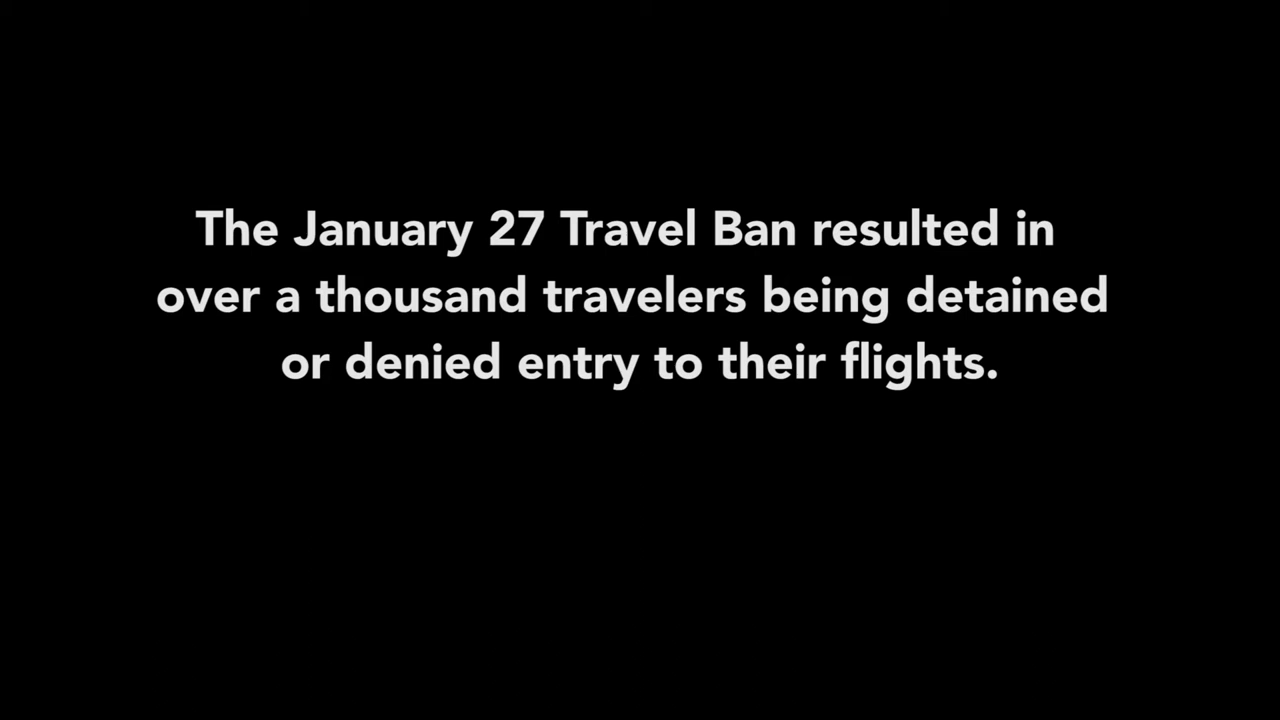 The January 27 Travel Ban resulted in
over a thousand travelers being detained
or denied entry to their flights.